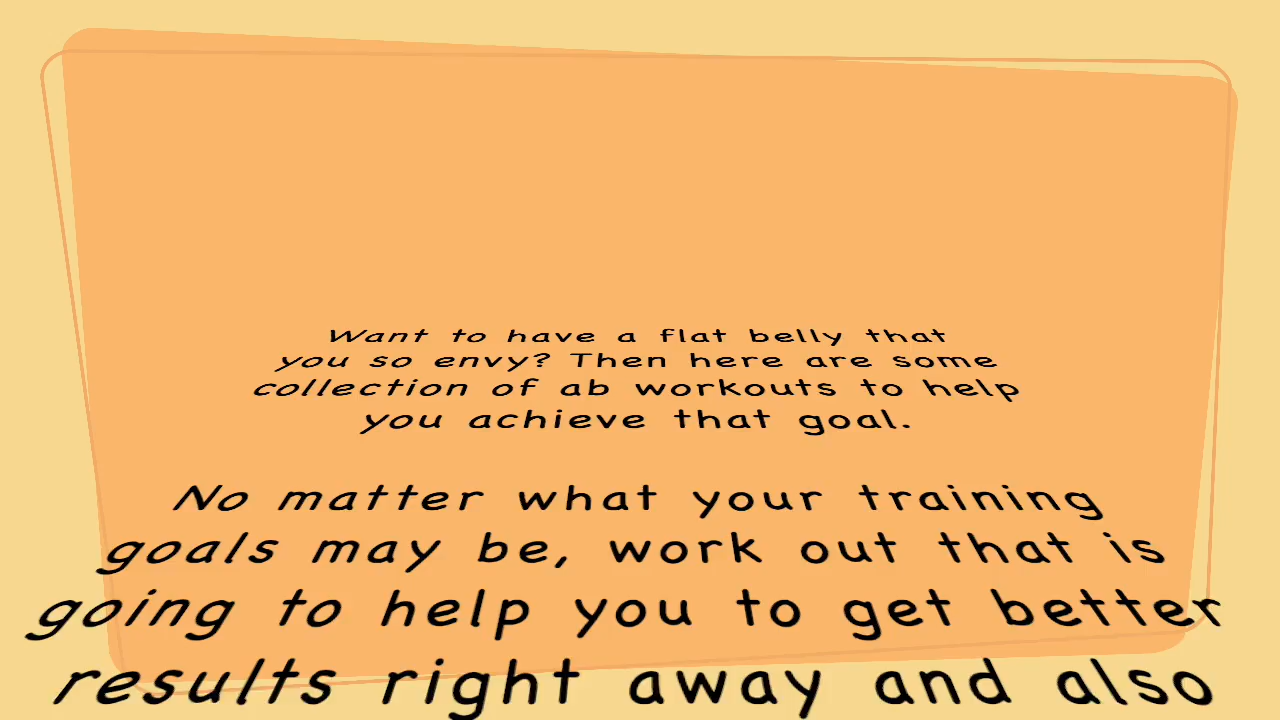 Want to have a flat belly that
you so envy? Then here are some
collection of ab workouts to help
you achieve that goal.
No matter what your training
goals may be, work out that is
going to help you to get better
results right away and also